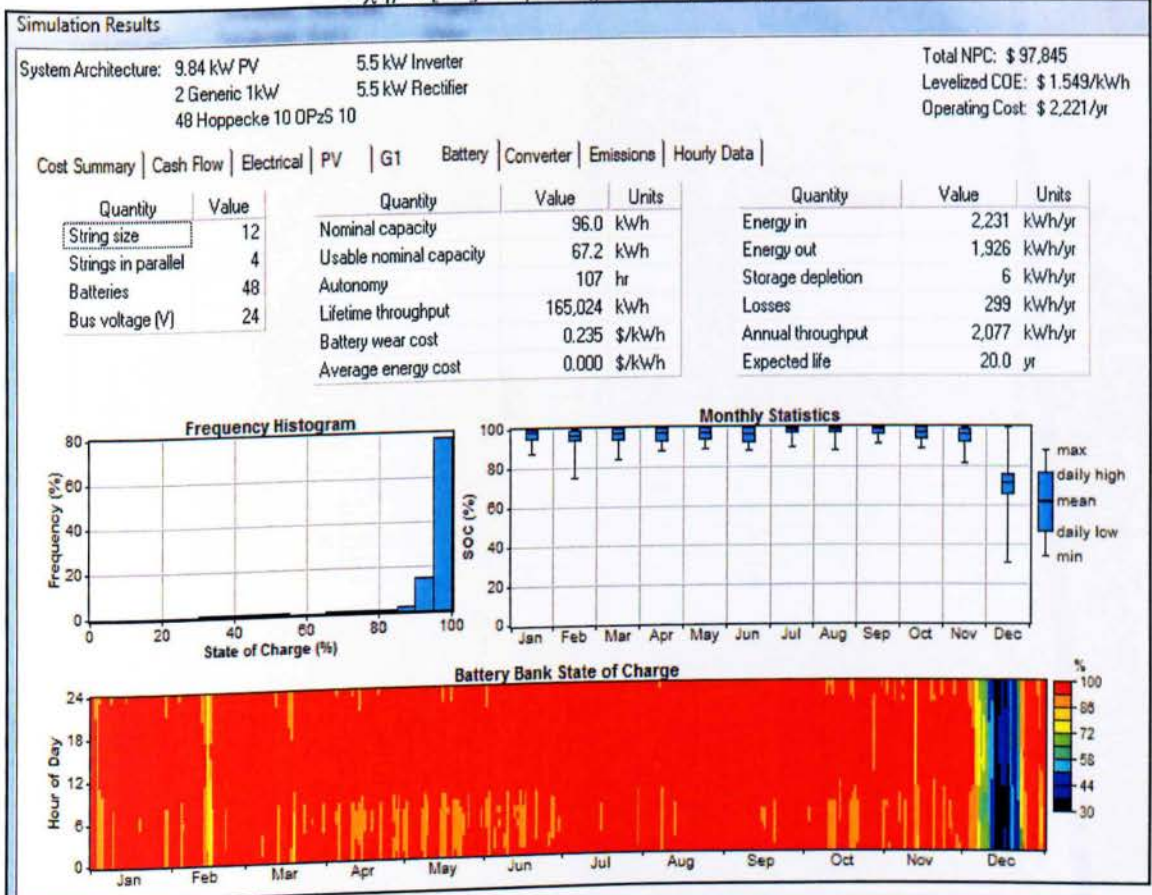 Simulation Results
System Architecture: 9.84 kW PV 5.5 kW Inverter
2 Generic 1kW 5.5 kW Rectifier
48 Hoppecke 10 OPzS 10
Total NPC: $ 97,845
Levelized COE: $ 1.549/kWh
Operating Cost: $ 2,221/yr
Cost Summary | Cash Flow | Electrical | PV | G1 Battery | Converter | Emissions | Hourly Data |
Quantity Value
String size 12
Strings in parallel 4
Batteries 48
Bus voltage (V) 24
Quantity Value Units
Nominal capacity 96.0 kWh
Usable nominal capacity 67.2 kWh
Autonomy 107 hr
Lifetime throughput 165,024 kWh
Battery wear cost 0.235 $/kWh
Average energy cost 0.000 $/kWh
Quantity Value Units
Energy in 2,231 kWh/yr
Energy out 1,926 kWh/yr
Storage depletion 6 kWh/yr
Losses 299 kWh/yr
Annual throughput 2,077 kWh/yr
Expected life 20.0 yr
Frequency Histogram
Frequency (%)
80
60
40
20
0
0 20 40 60 80 100
State of Charge (%)
Monthly Statistics
SOC (%)
100
80
60
40
20
0
Jan Feb Mar Apr May Jun Jul Aug Sep Oct Nov Dec
max
daily high
mean
daily low
min
Battery Bank State of Charge
Hour of Day
24
18
12
6
0
Jan Feb Mar Apr May Jun Jul Aug Sep Oct Nov Dec
%
100
86
72
58
44
30